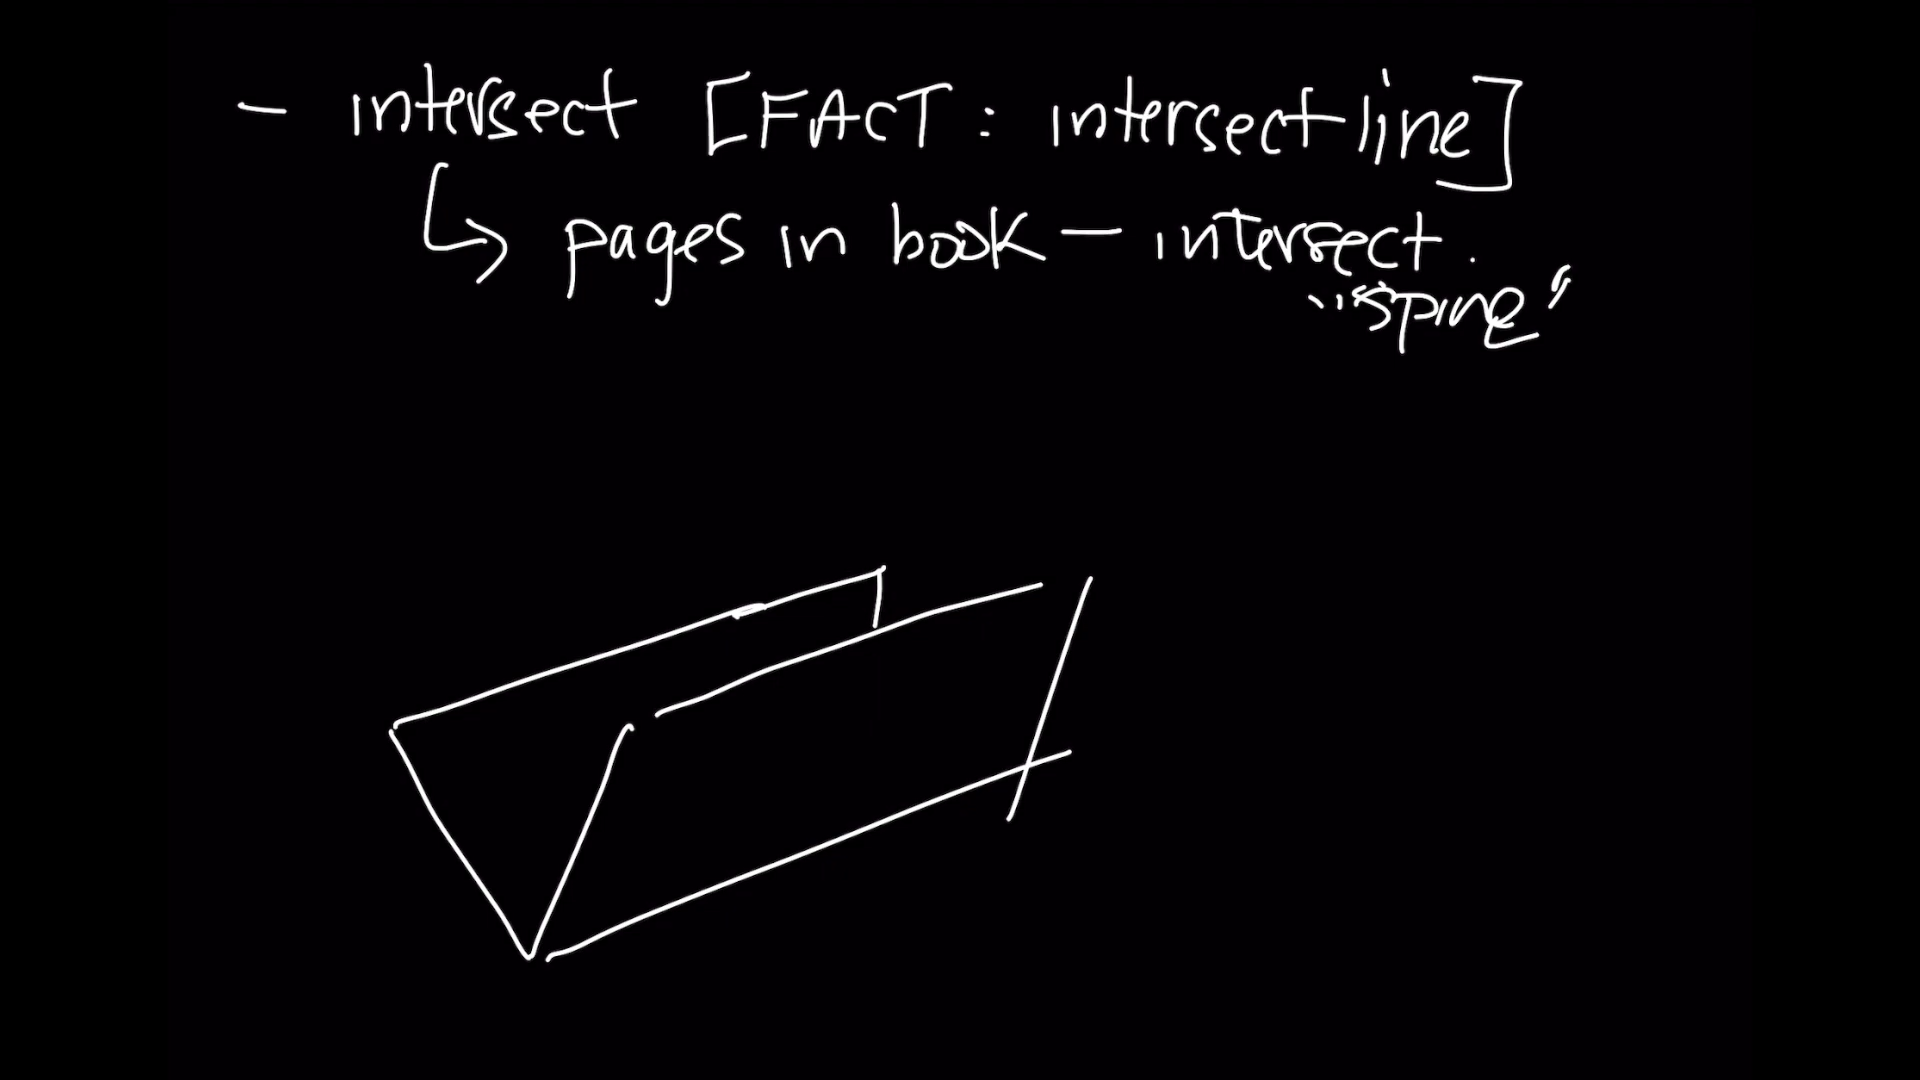 - intersect [FACT: intersect line]
↳ pages in book - intersect.
"spine"